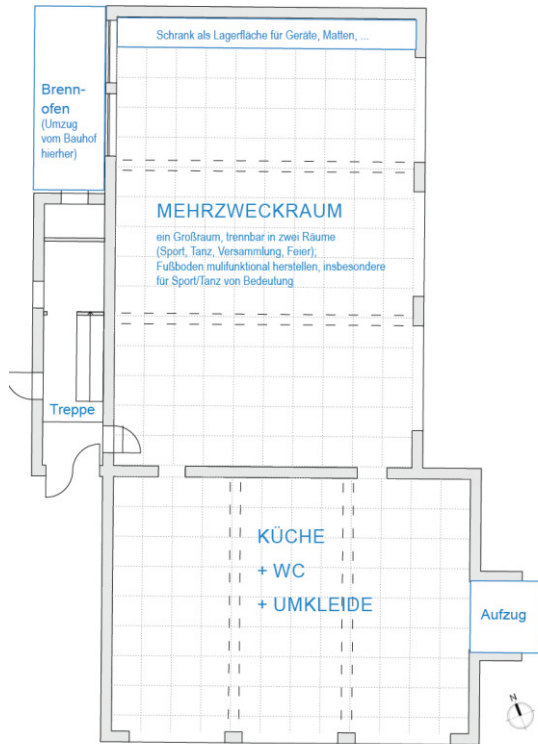 Schrank als Lagerfläche für Geräte, Matten, ...
Brenn-
ofen
(Umzug
vom Bauhof
hierher)
MEHRZWECKRAUM
ein Großraum, trennbar in zwei Räume
(Sport, Tanz, Versammlung, Feier);
Fußboden mulifunktional herstellen, insbesondere
für Sport/Tanz von Bedeutung
Treppe
KÜCHE
+ WC
+ UMKLEIDE
Aufzug
N